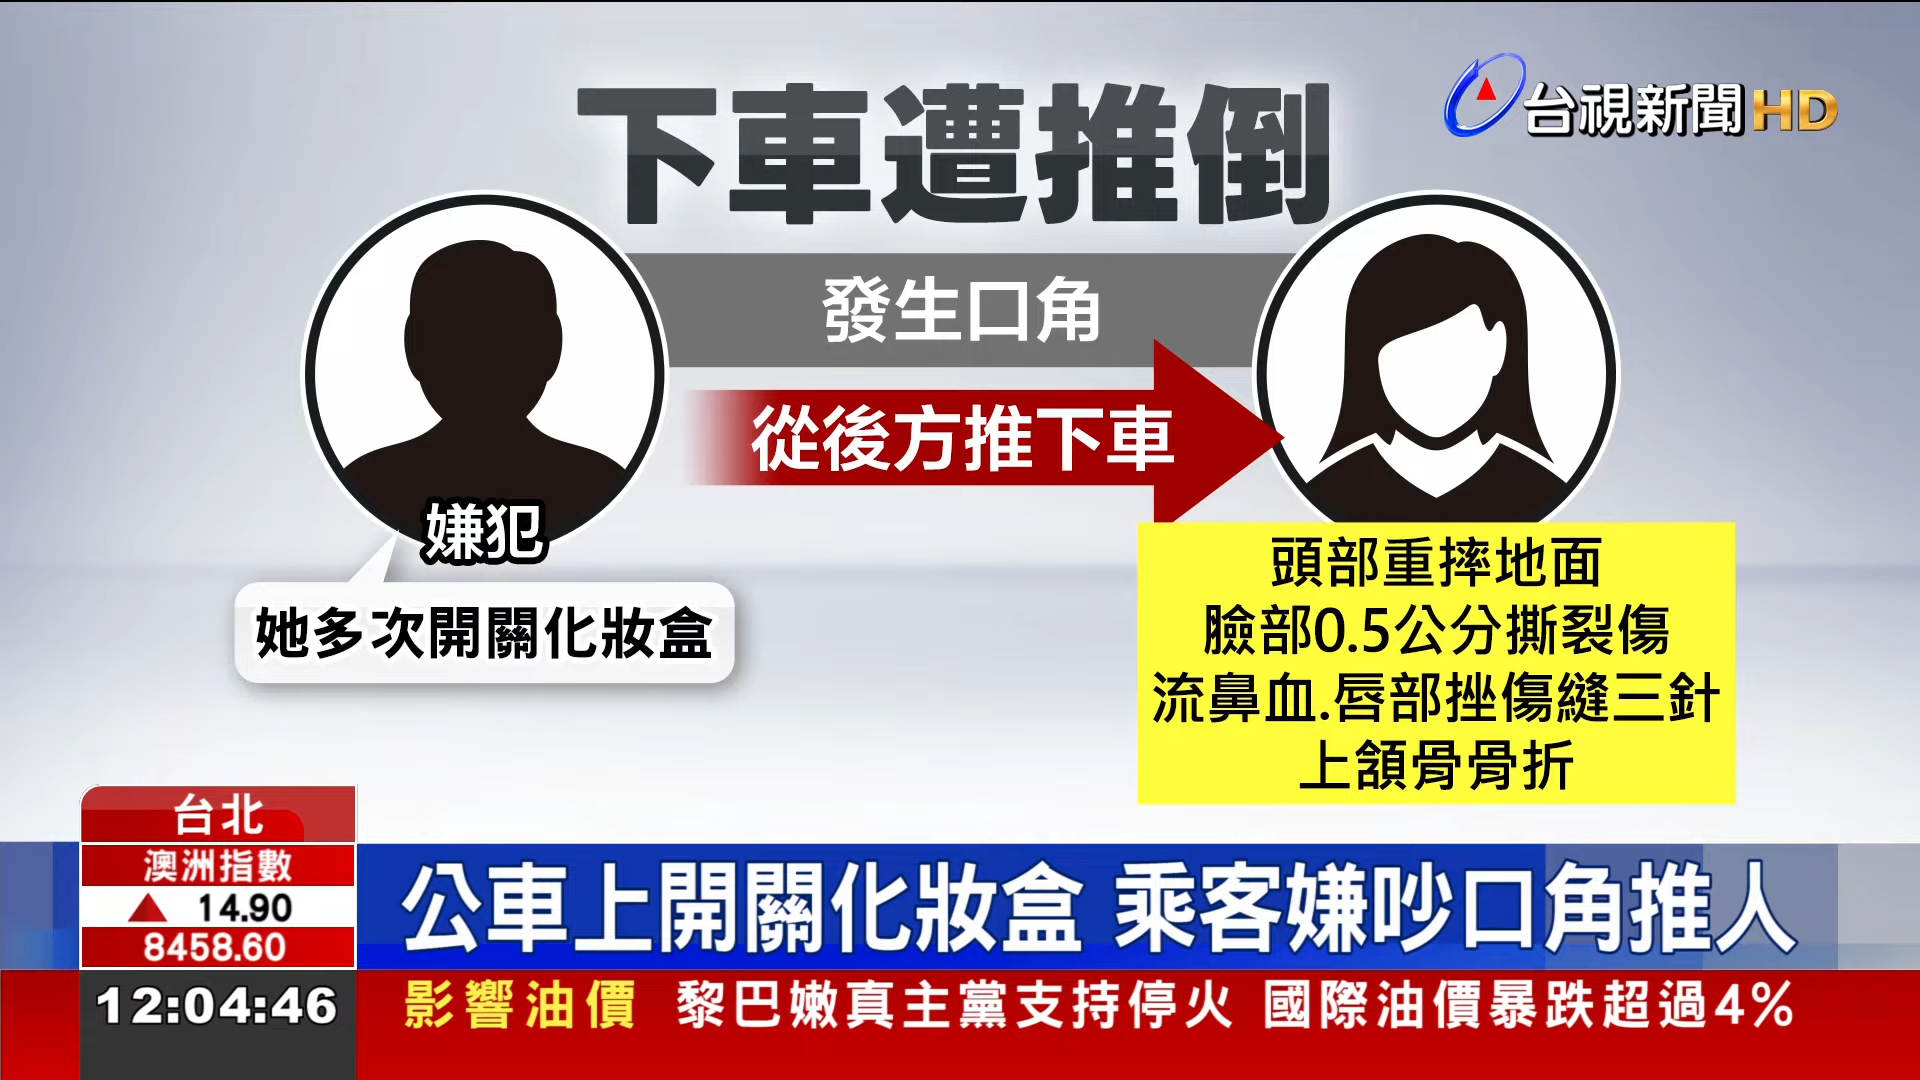 下車遭推倒
台視新聞HD
發生口角
從後方推下車
嫌犯
她多次開關化妝盒
頭部重摔地面
臉部0.5公分撕裂傷
流鼻血.唇部挫傷縫三針
上頷骨骨折
台北
澳洲指數
▲ 14.90
8458.60
公車上開關化妝盒 乘客嫌吵口角推人
12:04:46
影響油價 黎巴嫩真主黨支持停火 國際油價暴跌超過4%